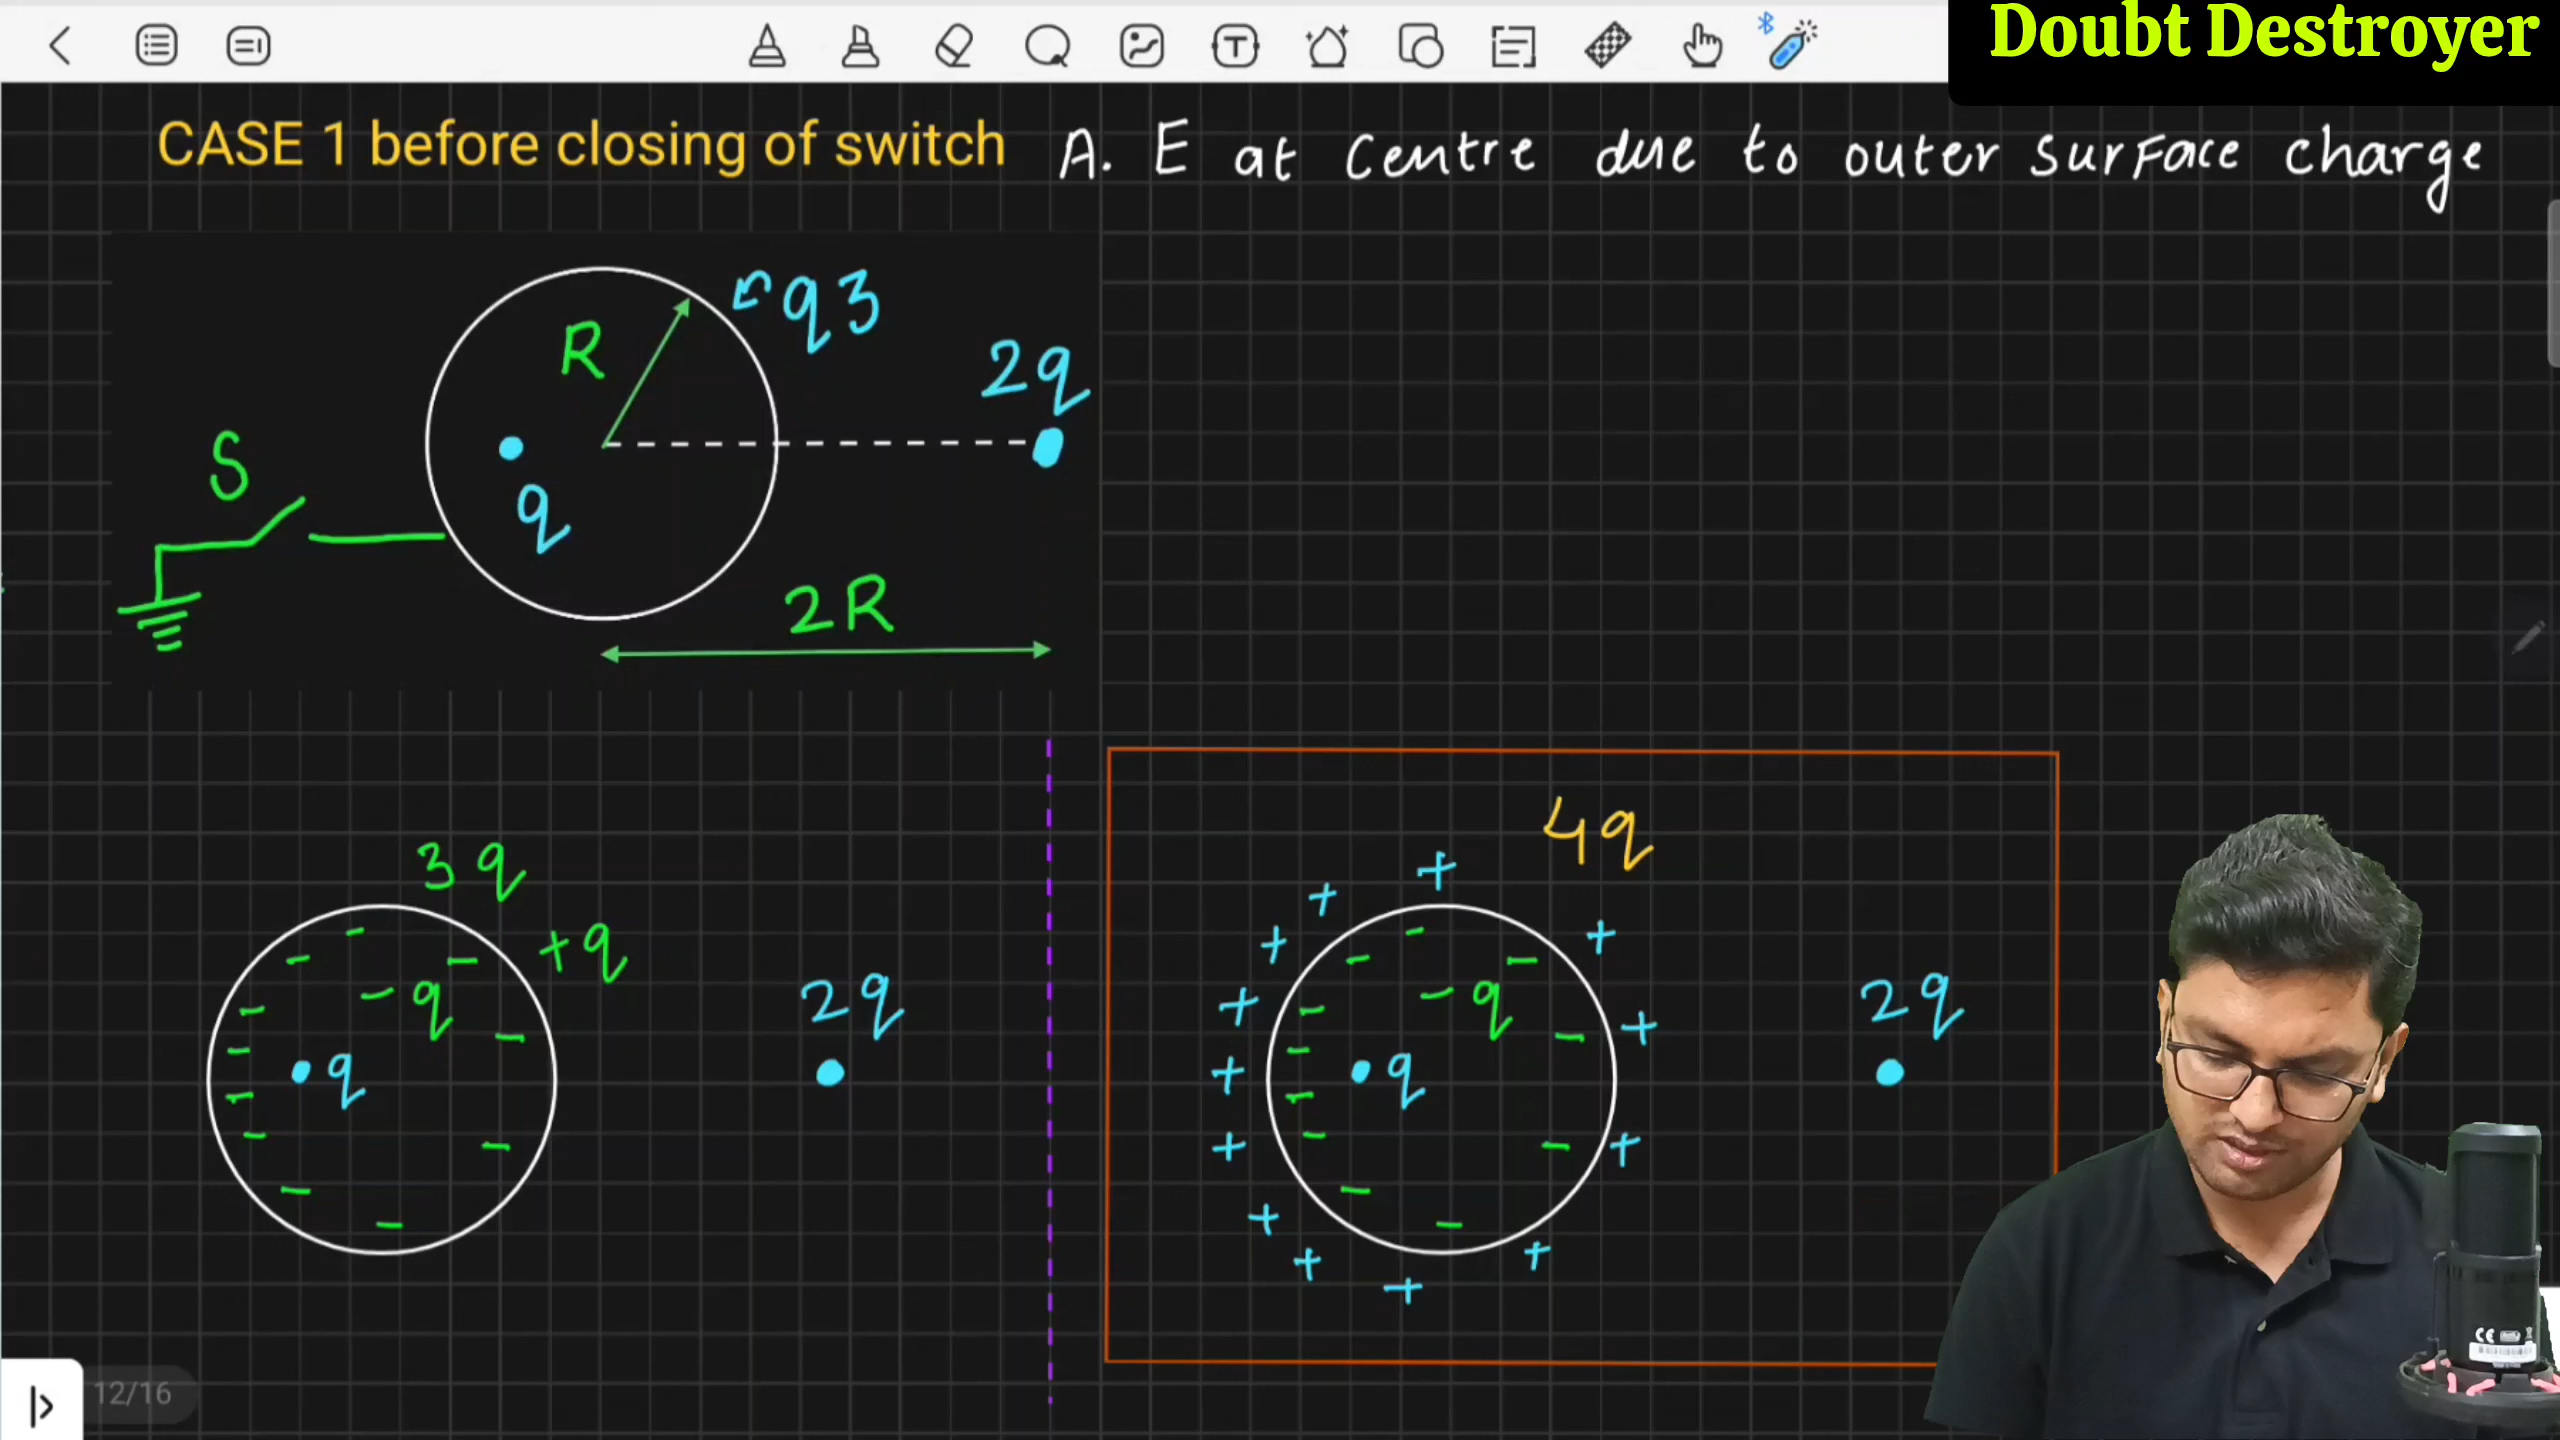 Doubt Destroyer
CASE 1 before closing of switch
A. E at centre due to outer surface charge
q3
R
2q
S
q
2R
3q
+q
-q
2q
q
4q
-q
2q
q
12/16